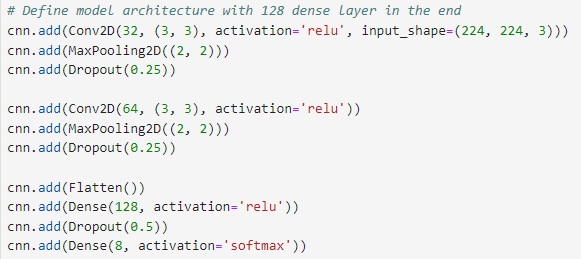 # Define model architecture with 128 dense layer in the end
cnn.add(Conv2D(32, (3, 3), activation='relu', input_shape=(224, 224, 3)))
cnn.add(MaxPooling2D((2, 2)))
cnn.add(Dropout(0.25))
cnn.add(Conv2D(64, (3, 3), activation='relu'))
cnn.add(MaxPooling2D((2, 2)))
cnn.add(Dropout(0.25))
cnn.add(Flatten())
cnn.add(Dense(128, activation='relu'))
cnn.add(Dropout(0.5))
cnn.add(Dense(8, activation='softmax'))